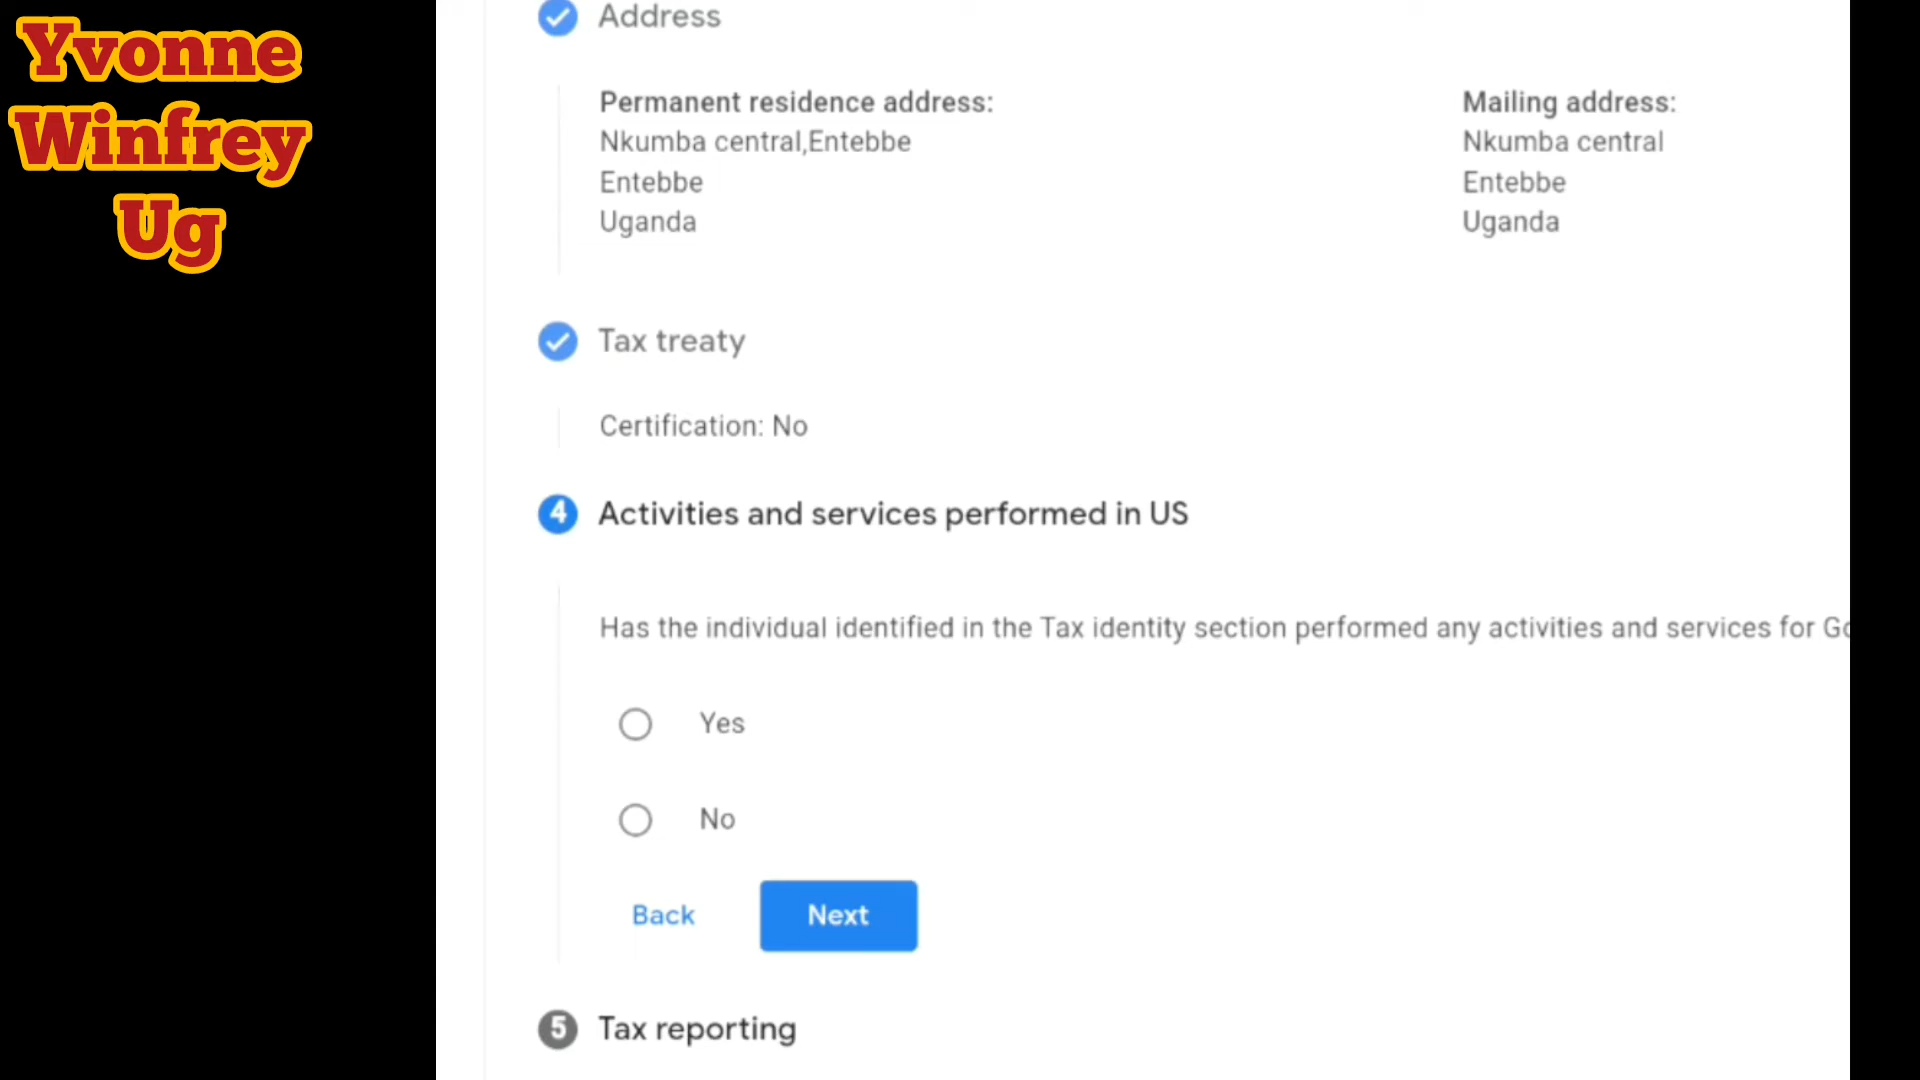 Yvonne
Winfrey
Ug
Address
Permanent residence address:
Nkumba central,Entebbe
Entebbe
Uganda
Mailing address:
Nkumba central
Entebbe
Uganda
Tax treaty
Certification: No
4 Activities and services performed in US
Has the individual identified in the Tax identity section performed any activities and services for
Yes
No
Back Next
5 Tax reporting